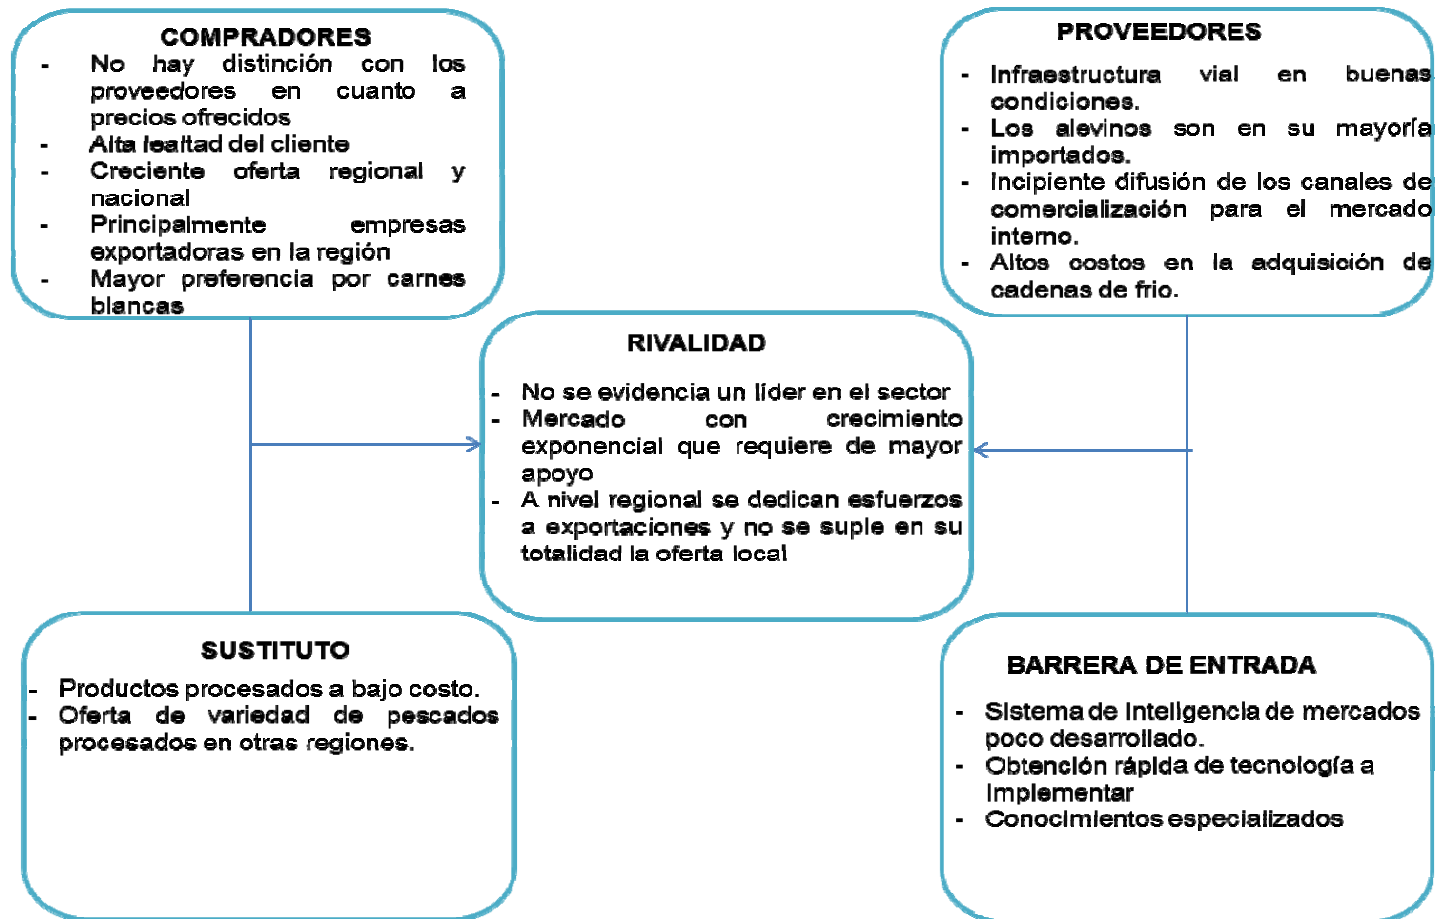 COMPRADORES
- No hay distinción con los
proveedores en cuanto a
precios ofrecidos
- Alta lealtad del cliente
- Creciente oferta regional y
nacional
- Principalmente empresas
exportadoras en la región
- Mayor preferencia por carnes
blancas
PROVEEDORES
- Infraestructura vial en buenas
condiciones.
- Los alevinos son en su mayoría
importados.
- Incipiente difusión de los canales de
comercialización para el mercado
interno.
- Altos costos en la adquisición de
cadenas de frio.
RIVALIDAD
- No se evidencia un líder en el sector
- Mercado con crecimiento
exponencial que requiere de mayor
apoyo
- A nivel regional se dedican esfuerzos
a exportaciones y no se suple en su
totalidad la oferta local
SUSTITUTO
- Productos procesados a bajo costo.
- Oferta de variedad de pescados
procesados en otras regiones.
BARRERA DE ENTRADA
- Sistema de Inteligencia de mercados
poco desarrollado.
- Obtención rápida de tecnología a
Implementar
- Conocimientos especializados